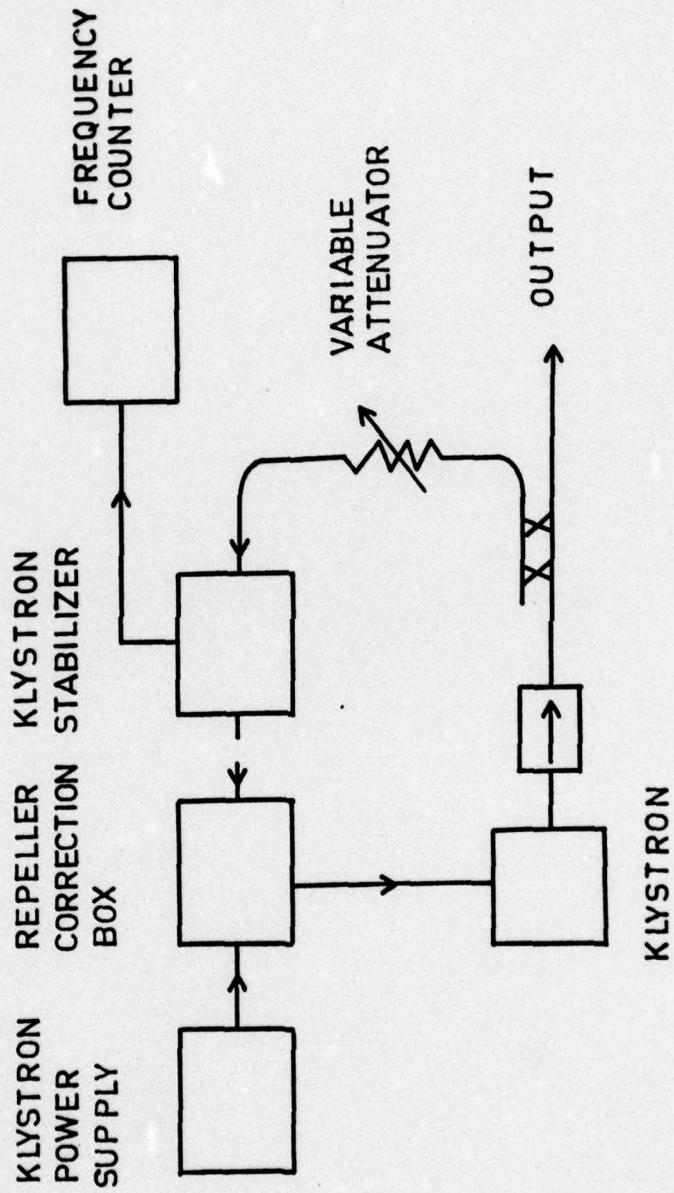 KLYSTRON
POWER
SUPPLY
REPELLER
CORRECTION
BOX
KLYSTRON
STABILIZER
FREQUENCY
COUNTER
VARIABLE
ATTENUATOR
KLYSTRON
OUTPUT